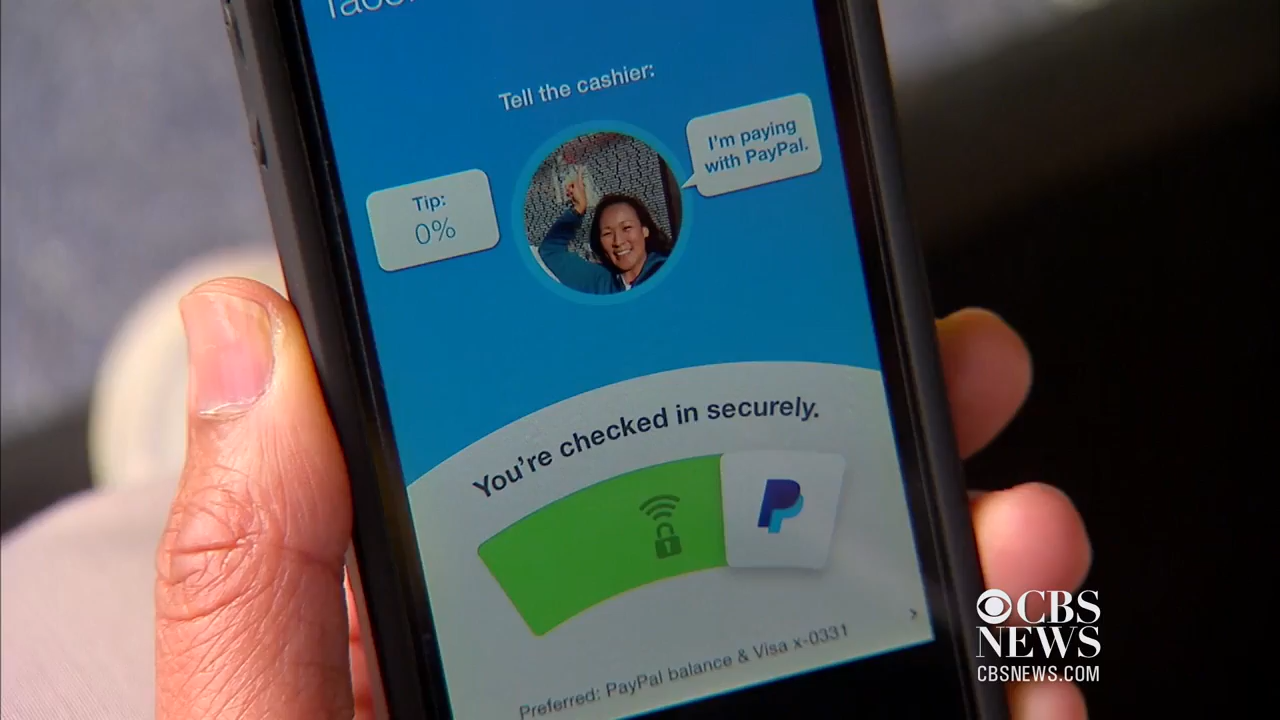 Tell the cashier:
I'm paying
with PayPal.
Tip:
0%
You're checked in securely.
Preferred: PayPal balance & Visa x-0331
CBS
NEWS
CBSNEWS.COM